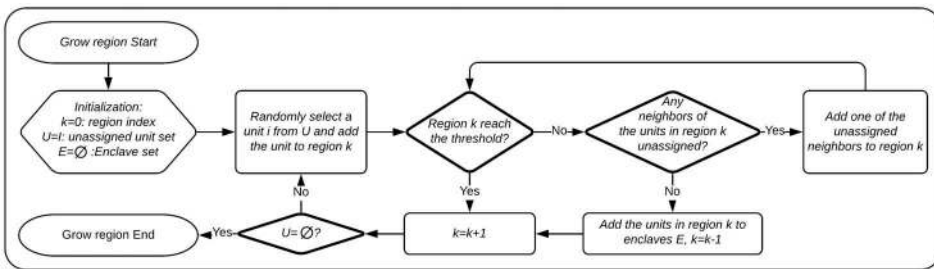 Grow region Start
Initialization:
k=0: region index
U=I: unassigned unit set
E=∅ :Enclave set
Randomly select a
unit i from U and add
the unit to region k
Region k reach
the threshold?
No
Any
neighbors of
the units in region k
unassigned?
Yes
Add one of the
unassigned
neighbors to region k
No
Yes
No
Grow region End
Yes
U= ∅?
k=k+1
Add the units in region k to
enclaves E, k=k-1